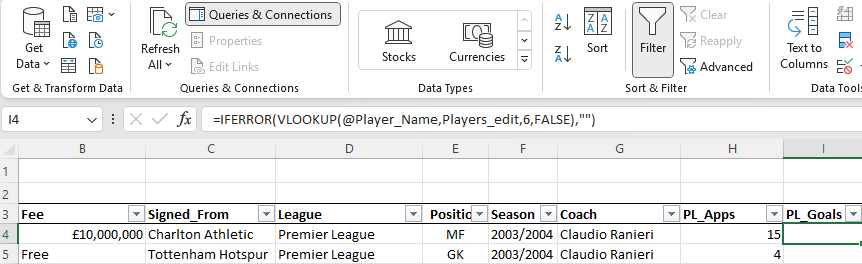 Get Data
Refresh All
Queries & Connections
Properties
Edit Links
Stocks
Currencies
Sort
Filter
Clear
Reapply
Advanced
Text to Columns
Get & Transform Data
Queries & Connections
Data Types
Sort & Filter
Data Tools
I4
fx
=IFERROR(VLOOKUP(@Player_Name,Players_edit,6,FALSE),"")
B C D E F G H I
1
2
3 Fee Signed_From League Positio Season Coach PL_Apps PL_Goals
4 £10,000,000 Charlton Athletic Premier League MF 2003/2004 Claudio Ranieri 15
5 Free Tottenham Hotspur Premier League GK 2003/2004 Claudio Ranieri 4